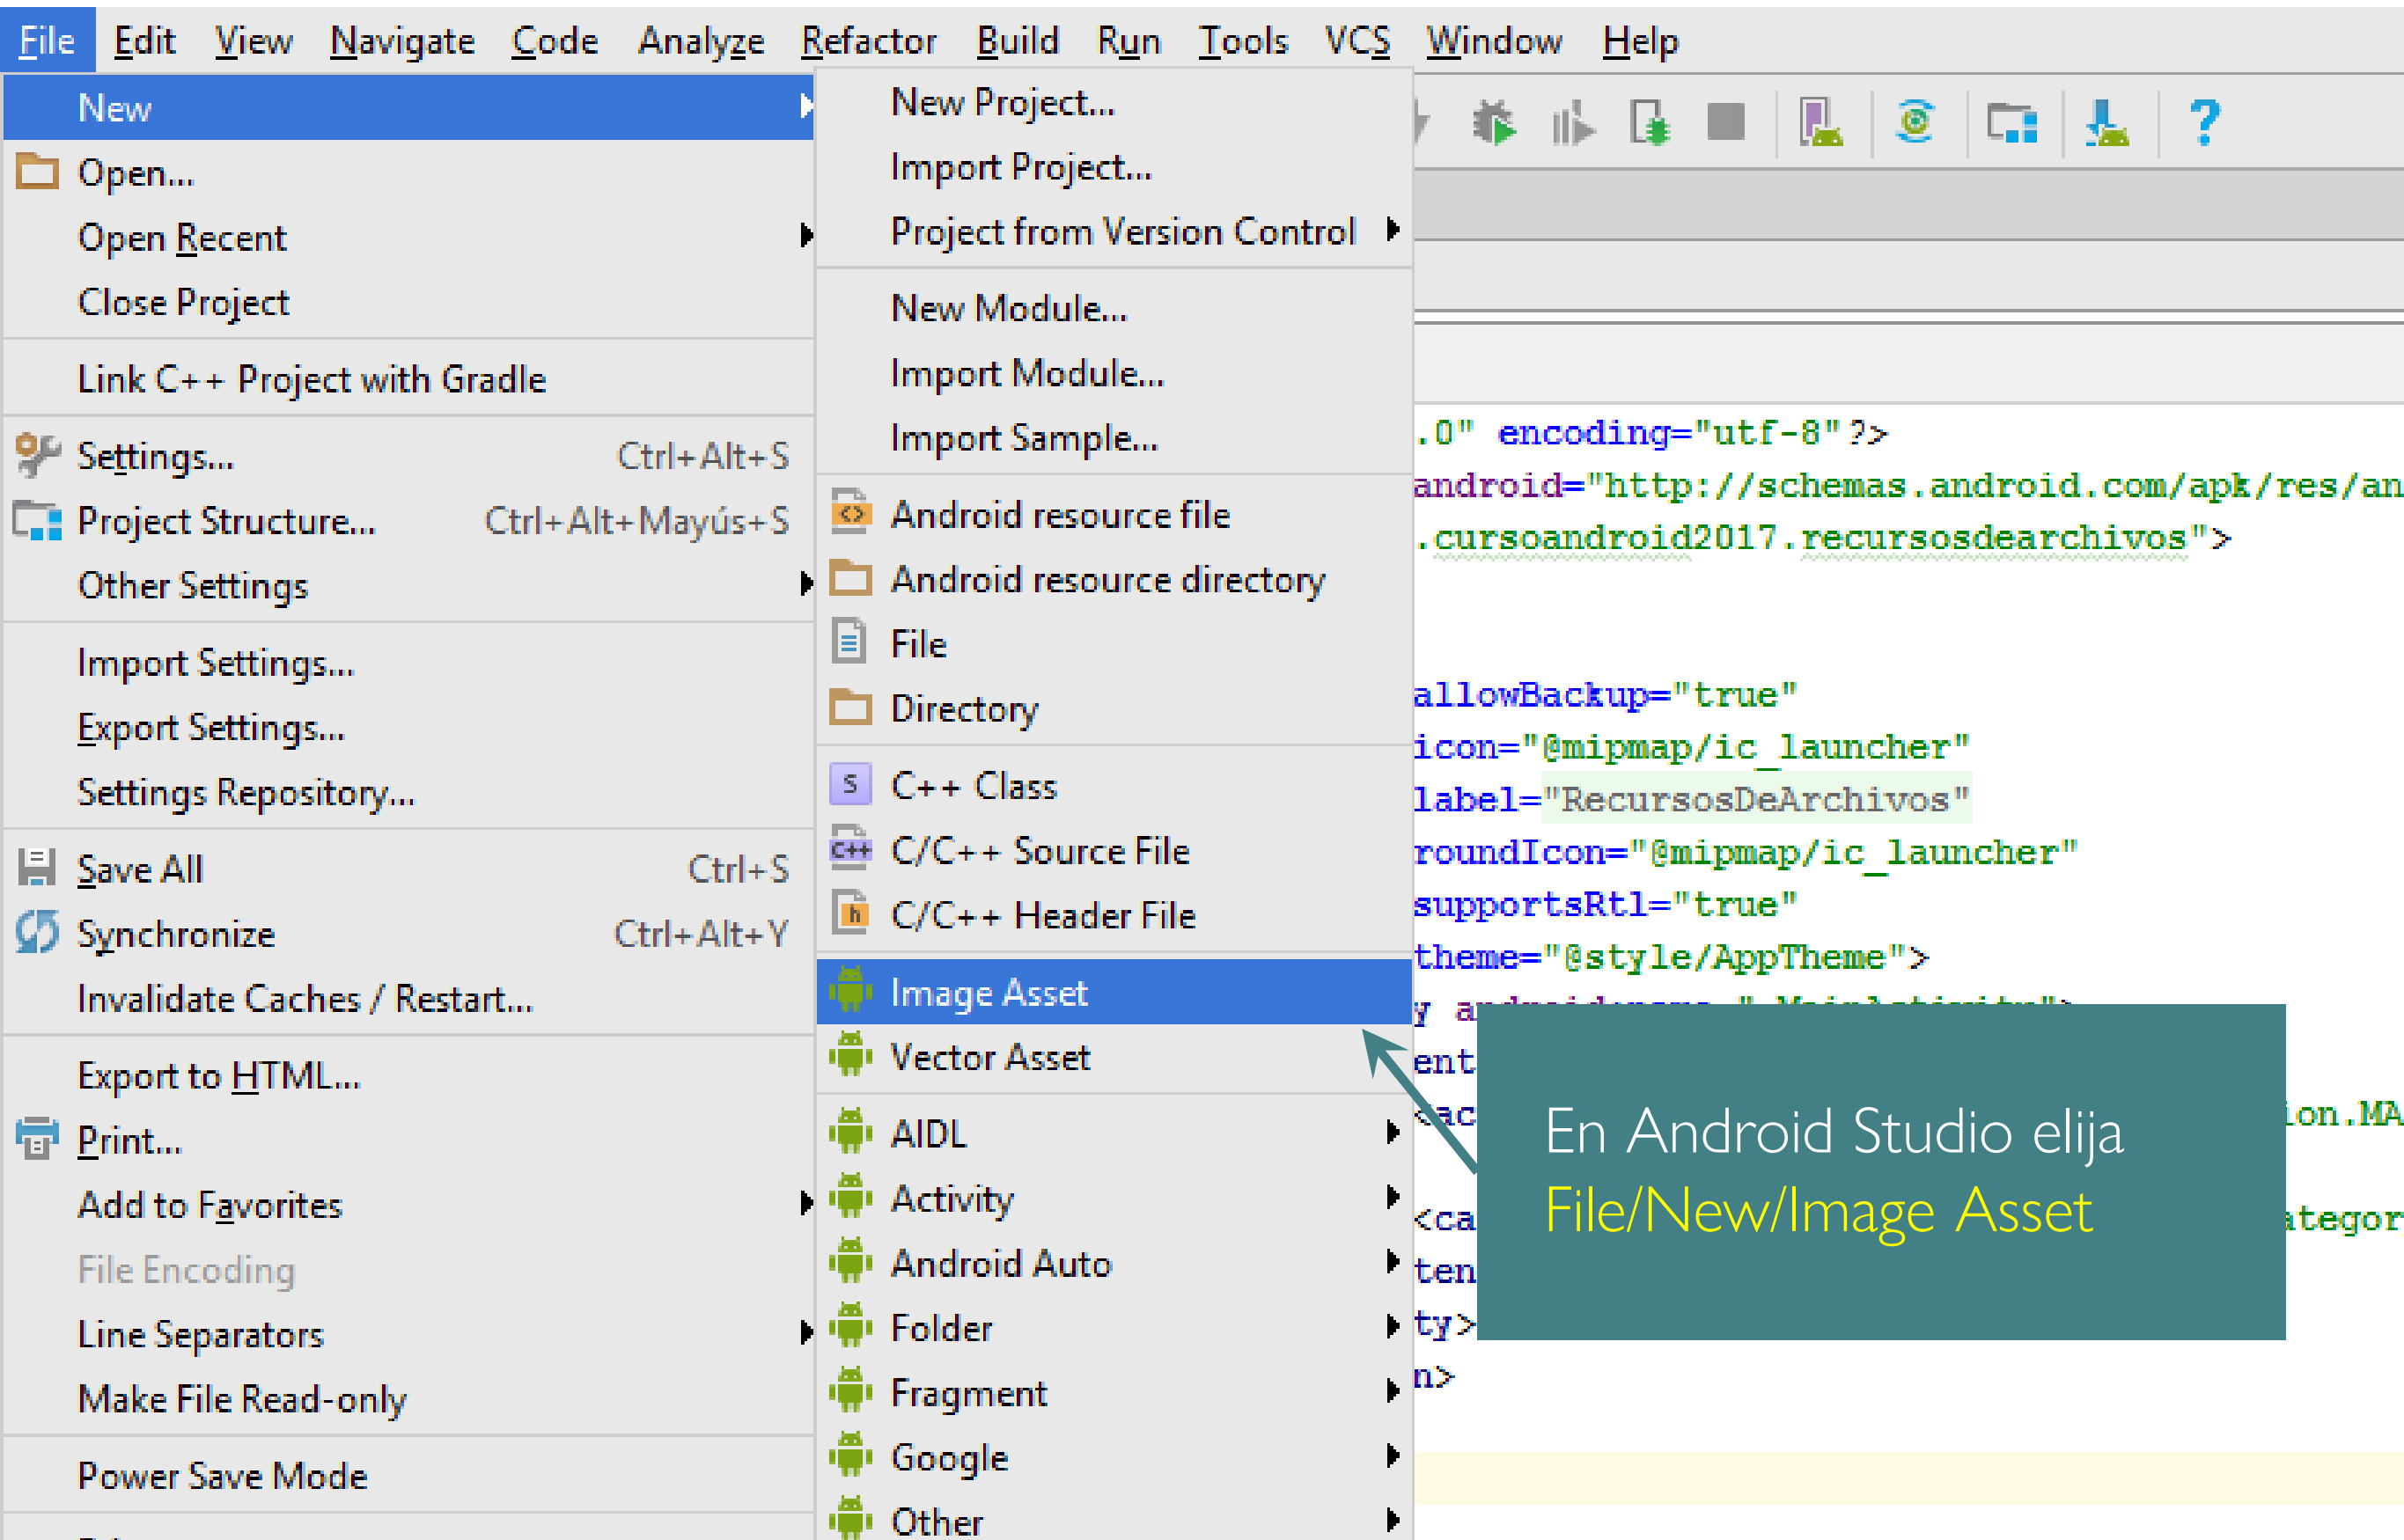 File Edit View Navigate Code Analyze Refactor Build Run Tools VCS Window Help
New
Open...
Open Recent
Close Project
Link C++ Project with Gradle
Settings... Ctrl+Alt+S
Project Structure... Ctrl+Alt+Mayús+S
Other Settings
Import Settings...
Export Settings...
Settings Repository...
Save All Ctrl+S
Synchronize Ctrl+Alt+Y
Invalidate Caches / Restart...
Export to HTML...
Print...
Add to Favorites
File Encoding
Line Separators
Make File Read-only
Power Save Mode
New Project...
Import Project...
Project from Version Control
New Module...
Import Module...
Import Sample...
Android resource file
Android resource directory
File
Directory
S C++ Class
C++ C/C++ Source File
h C/C++ Header File
Image Asset
Vector Asset
AIDL
Activity
Android Auto
Folder
Fragment
Google
Other
?
.0" encoding="utf-8"?>
android="http://schemas.android.com/apk/res/an
.cursoandroid2017.recursosdearchivos">
allowBackup="true"
icon="@mipmap/ic_launcher"
label="RecursosDeArchivos"
roundIcon="@mipmap/ic_launcher"
supportsRtl="true"
theme="@style/AppTheme">
ent
<ac ion.MA
<ca ategor
ten
ty>
n>
En Android Studio elija
File/New/Image Asset